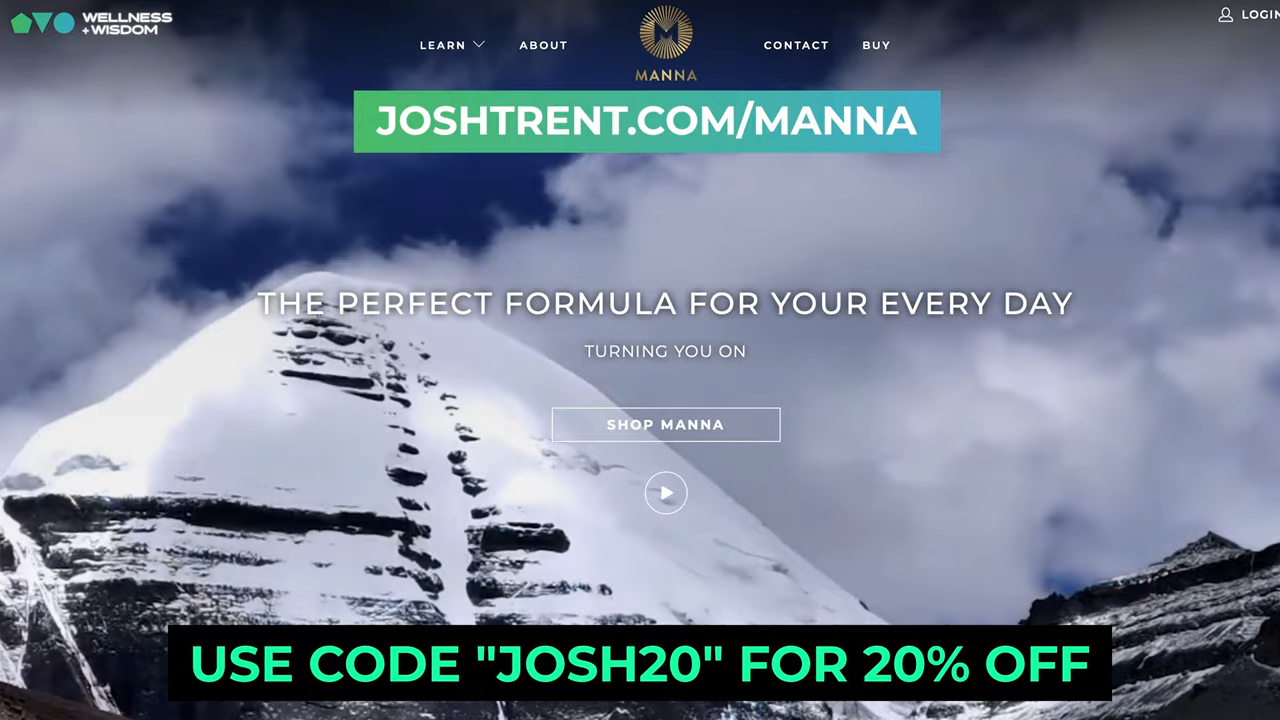 WELLNESS
+WISDOM
LOGIN
LEARN ABOUT CONTACT BUY
MANNA
JOSHTRENT.COM/MANNA
THE PERFECT FORMULA FOR YOUR EVERY DAY
TURNING YOU ON
SHOP MANNA
USE CODE "JOSH20" FOR 20% OFF